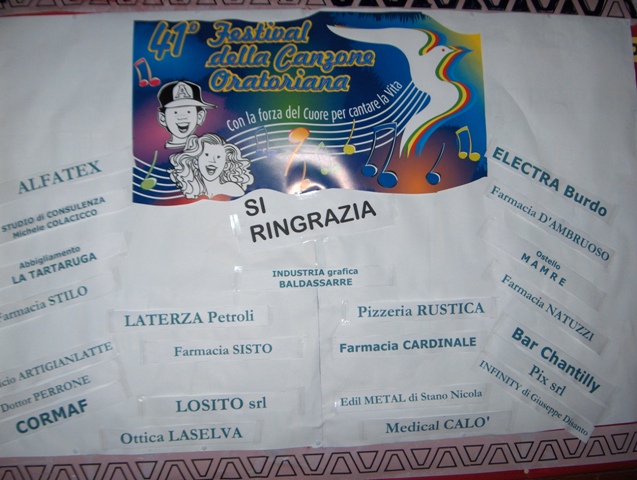 41° Festival
della Canzone
Oratoriana
Con la forza del Cuore per cantare la Vita
A
SI
RINGRAZIA
ALFATEX
STUDIO di CONSULENZA
Michele COLACICCO
Abbigliamento
LA TARTARUGA
Farmacia STILO
ARTIGIANLATTE
Dottor PERRONE
CORMAF
INDUSTRIA grafica
BALDASSARRE
LATERZA Petroli
Farmacia SISTO
LOSITO srl
Ottica LASELVA
Pizzeria RUSTICA
Farmacia CARDINALE
Edil METAL di Stano Nicola
Medical CALO'
ELECTRA Burdo
Farmacia D'AMBRUOSO
Ostello
MAMRE
Farmacia NATUZZI
Bar Chantilly
Pix srl
INFINITY di Giuseppe Disanto